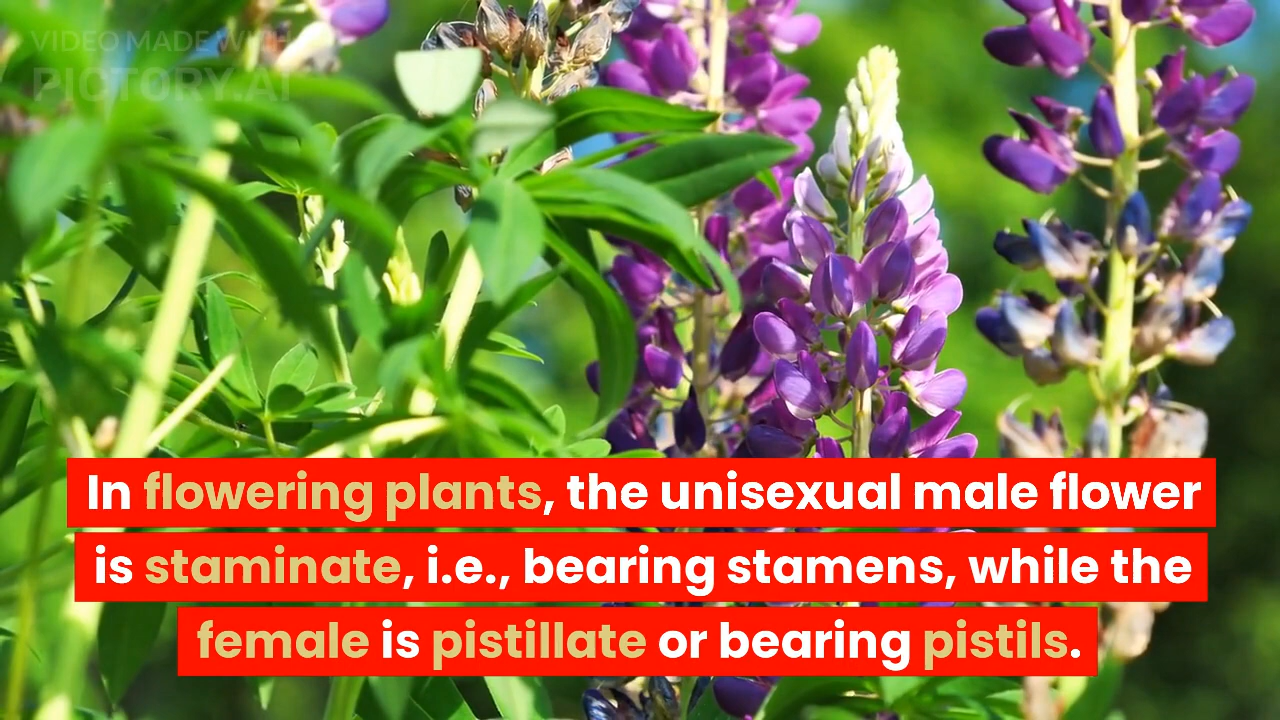 VIDEO MADE WITH
PICTORY.AI
In flowering plants, the unisexual male flower
is staminate, i.e., bearing stamens, while the
female is pistillate or bearing pistils.